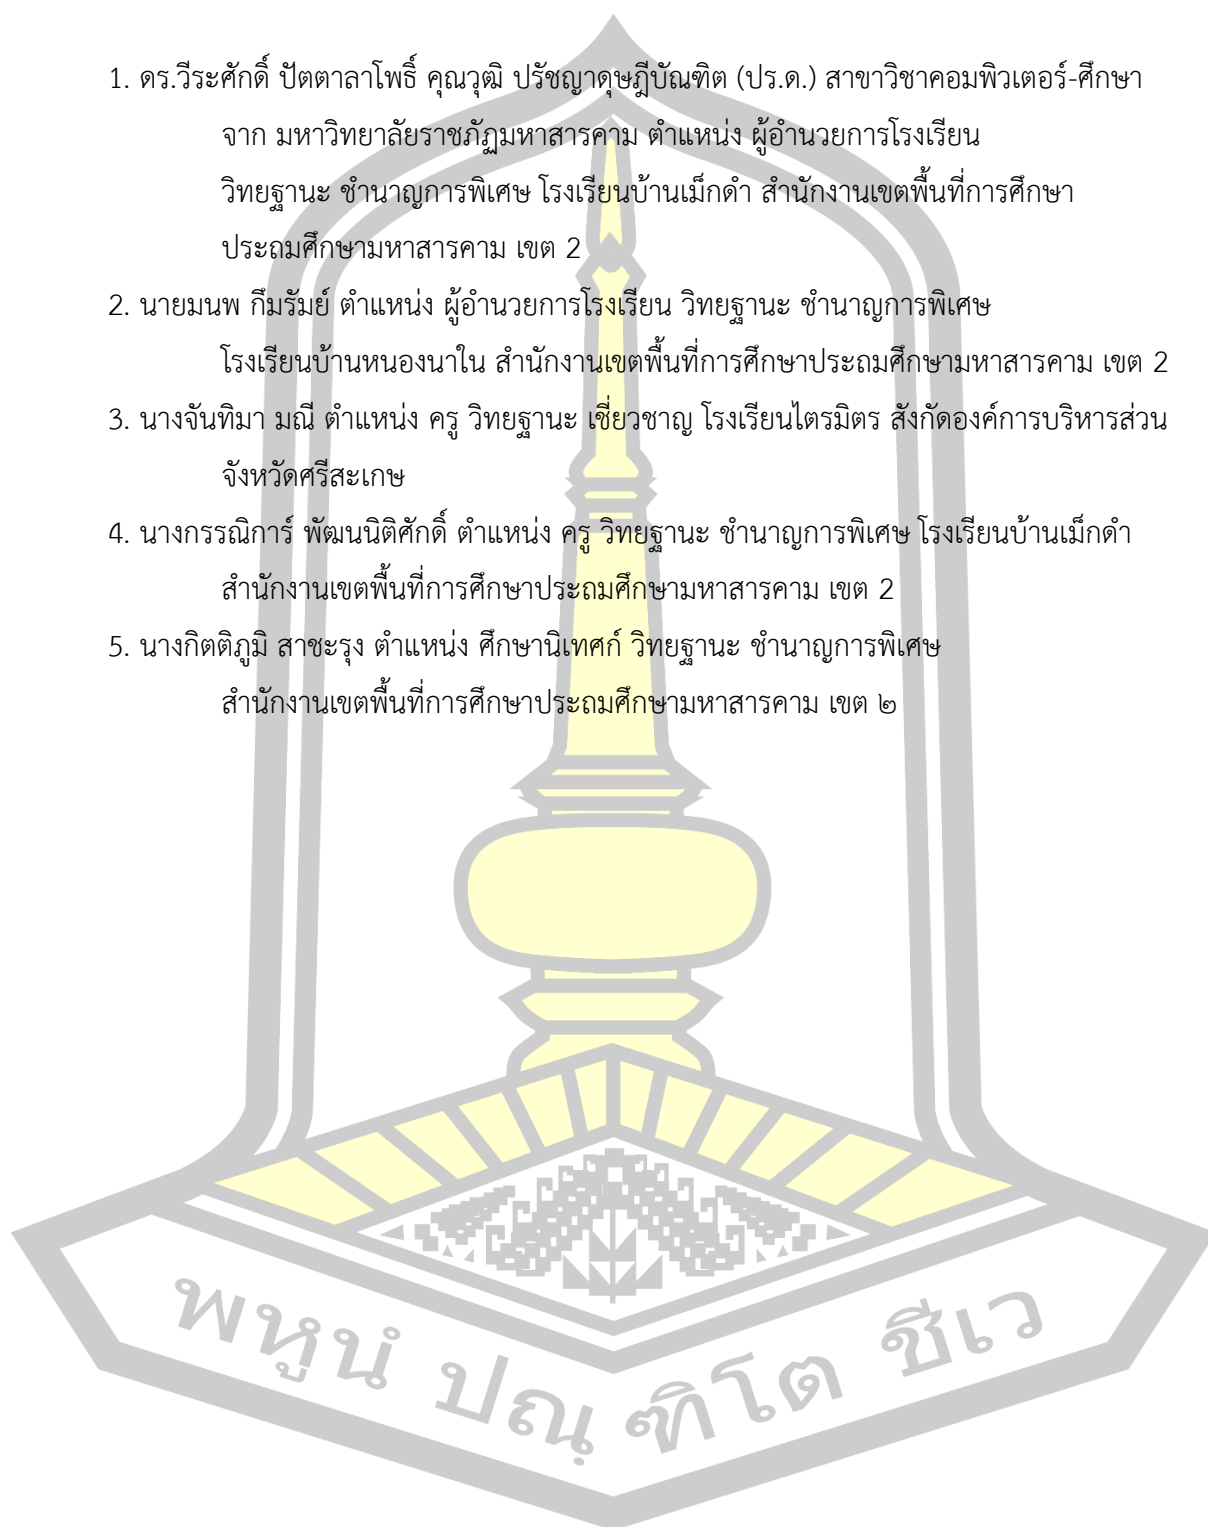 1. ดร.วีระศักดิ์ ปัตตาลาโพธิ์ คุณวุฒิ ปรัชญาดุษฎีบัณฑิต (ปร.ด.) สาขาวิชาคอมพิวเตอร์-ศึกษา
จาก มหาวิทยาลัยราชภัฏมหาสารคาม ตำแหน่ง ผู้อำนวยการโรงเรียน
วิทยฐานะ ชำนาญการพิเศษ โรงเรียนบ้านเม็กดำ สำนักงานเขตพื้นที่การศึกษา
ประถมศึกษามหาสารคาม เขต 2
2. นายมนพ กึมรัมย์ ตำแหน่ง ผู้อำนวยการโรงเรียน วิทยฐานะ ชำนาญการพิเศษ
โรงเรียนบ้านหนองนาใน สำนักงานเขตพื้นที่การศึกษาประถมศึกษามหาสารคาม เขต 2
3. นางจันทิมา มณี ตำแหน่ง ครู วิทยฐานะ เชี่ยวชาญ โรงเรียนไตรมิตร สังกัดองค์การบริหารส่วน
จังหวัดศรีสะเกษ
4. นางกรรณิการ์ พัฒนนิติศักดิ์ ตำแหน่ง ครู วิทยฐานะ ชำนาญการพิเศษ โรงเรียนบ้านเม็กดำ
สำนักงานเขตพื้นที่การศึกษาประถมศึกษามหาสารคาม เขต 2
5. นางกิตติภูมิ สาชะรุง ตำแหน่ง ศึกษานิเทศก์ วิทยฐานะ ชำนาญการพิเศษ
สำนักงานเขตพื้นที่การศึกษาประถมศึกษามหาสารคาม เขต ๒
พหูนํ ปณฺฑิโต ชีเว